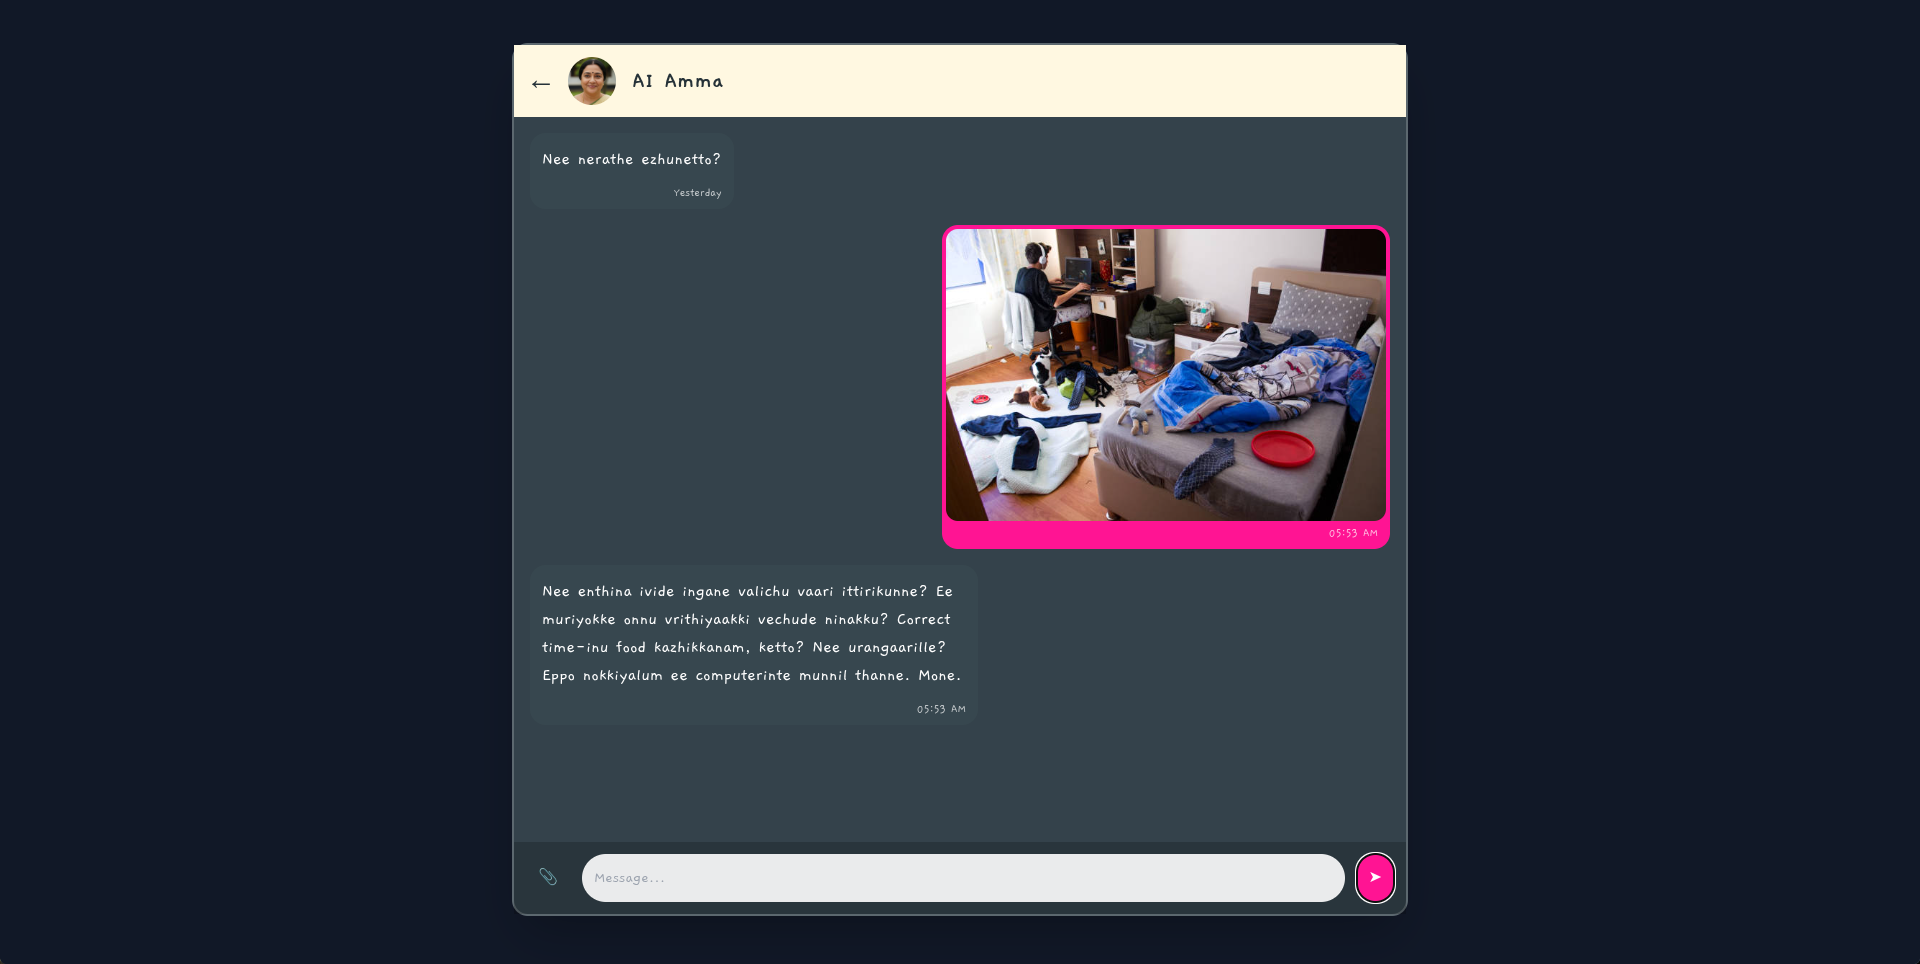 ← AI Amma
Nee nerathe ezhunetto?
Yesterday
05:53 AM
Nee enthina ivide ingane valichu vaari ittirikunne? Ee
muriyokke onnu vrithiyaakki vechude ninakku? Correct
time-inu food kazhikkanam, ketto? Nee urangaarille?
Eppo nokkiyalum ee computerinte munnil thanne. Mone.
05:53 AM
Message...